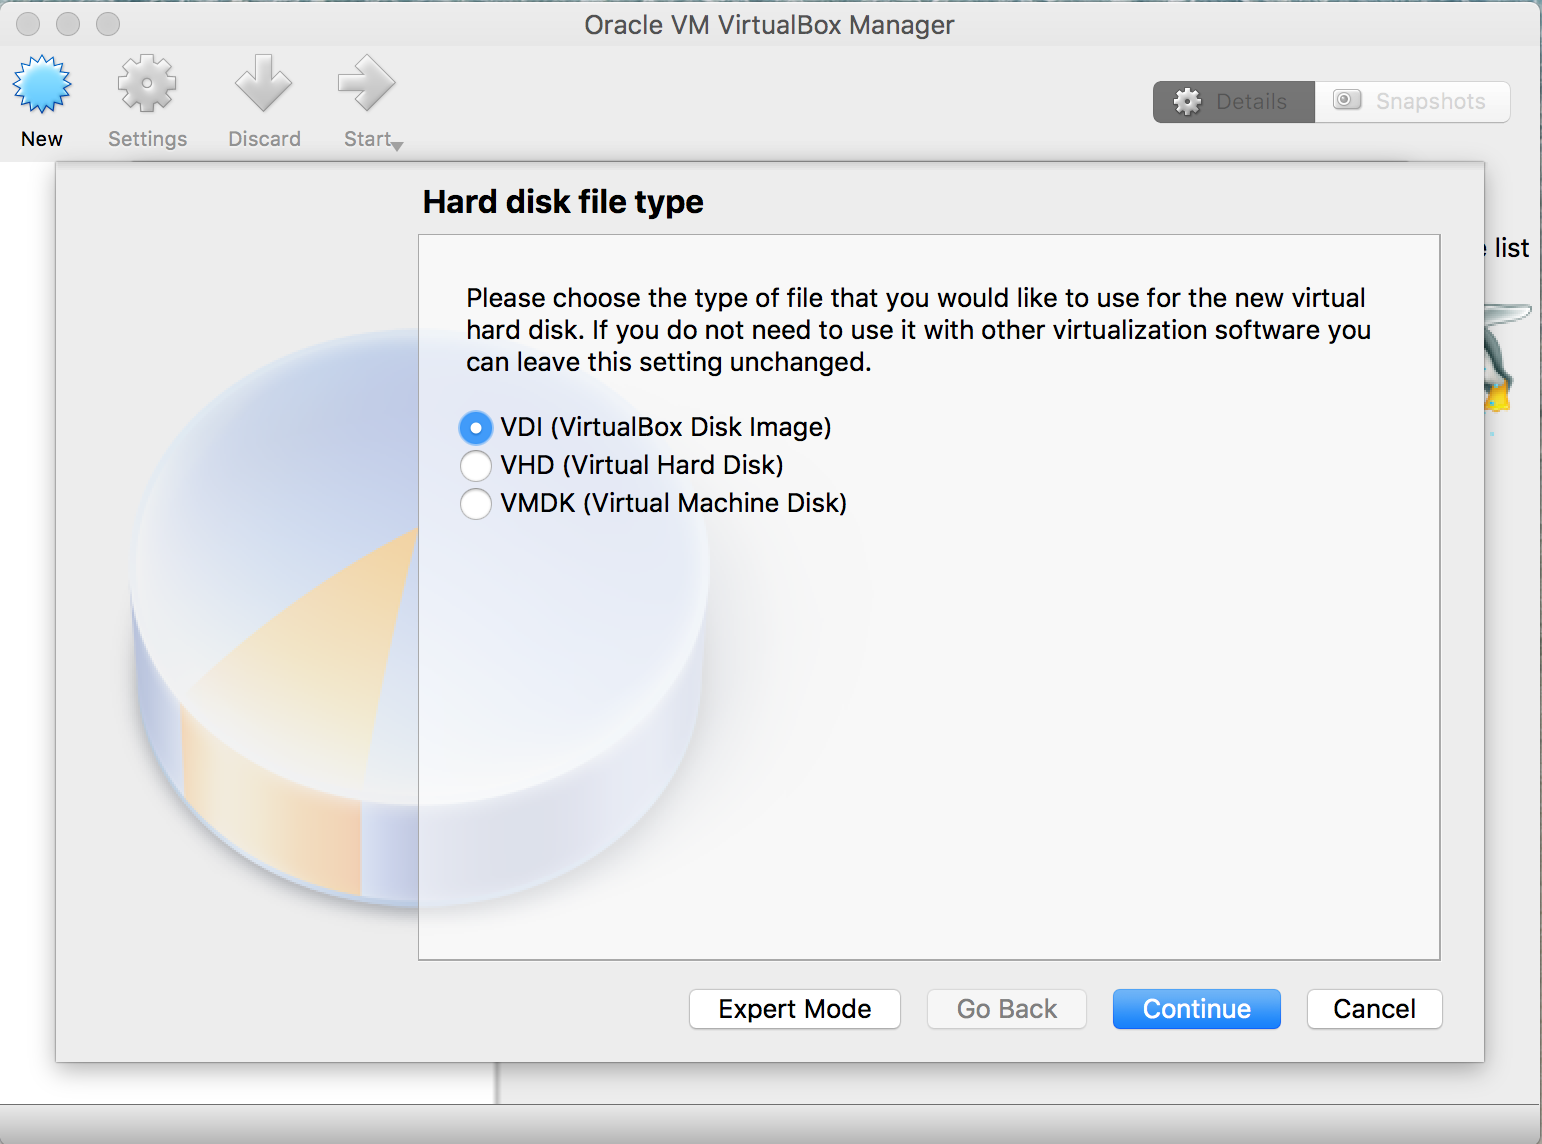 Oracle VM VirtualBox Manager
New
Settings
Discard
Start
Details
Snapshots
Hard disk file type
list
Please choose the type of file that you would like to use for the new virtual
hard disk. If you do not need to use it with other virtualization software you
can leave this setting unchanged.
VDI (VirtualBox Disk Image)
VHD (Virtual Hard Disk)
VMDK (Virtual Machine Disk)
Expert Mode
Go Back
Continue
Cancel